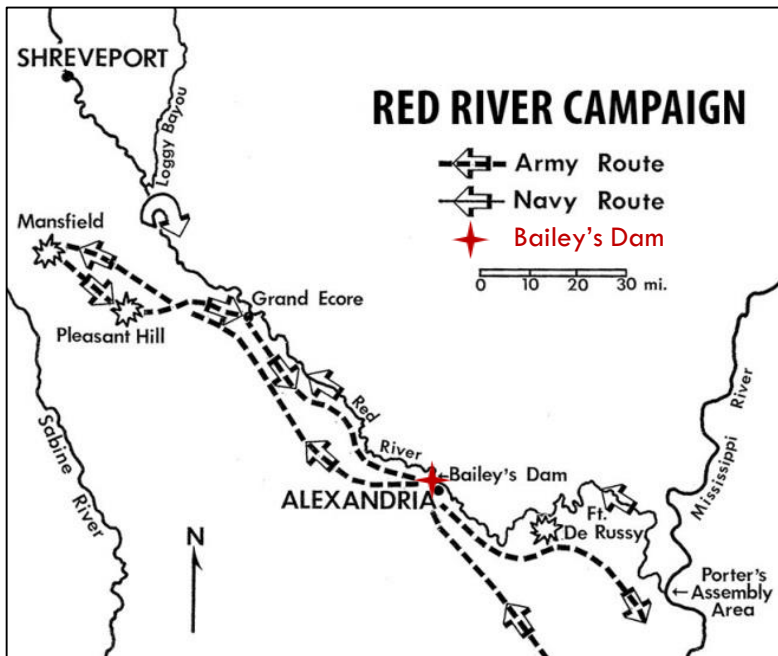 SHREVEPORT
Loggy Bayou
RED RIVER CAMPAIGN
Army Route
Navy Route
Bailey's Dam
0 10 20 30 mi.
Mansfield
Grand Ecore
Pleasant Hill
Red
River
Sabine
River
Mississippi
River
←Bailey's Dam
ALEXANDRIA
Ft.
De Russy
N
Porter's
←Assembly
Area